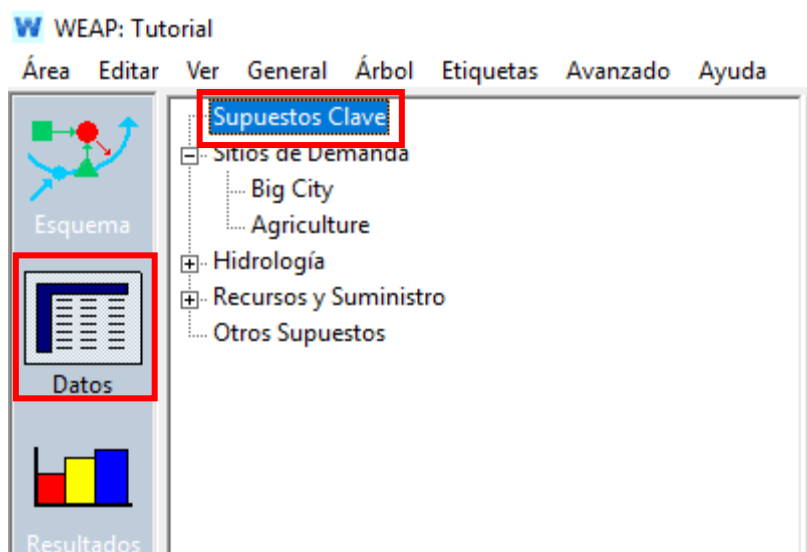 WEAP: Tutorial
Área Editar Ver General Árbol Etiquetas Avanzado Ayuda
Supuestos Clave
Sitios de Demanda
Big City
Agriculture
Hidrología
Recursos y Suministro
Otros Supuestos
Esquema
Datos
Resultados